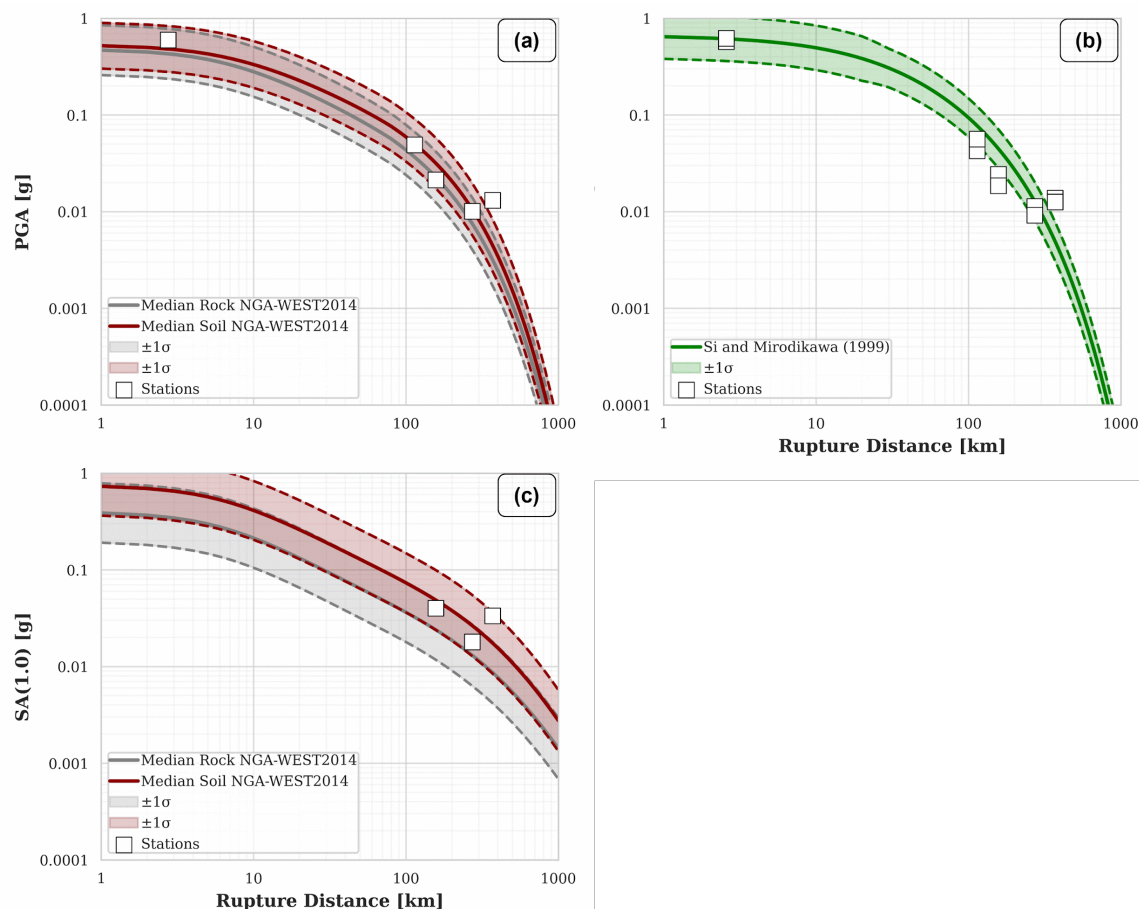 (a)
PGA [g]
1
0.1
0.01
0.001
0.0001
Median Rock NGA-WEST2014
Median Soil NGA-WEST2014
±1σ
±1σ
Stations
1 10 100 1000
(b)
1
0.1
0.01
0.001
0.0001
Si and Mirodikawa (1999)
±1σ
Stations
1 10 100 1000
Rupture Distance [km]
(c)
SA(1.0) [g]
1
0.1
0.01
0.001
0.0001
Median Rock NGA-WEST2014
Median Soil NGA-WEST2014
±1σ
±1σ
Stations
1 10 100 1000
Rupture Distance [km]